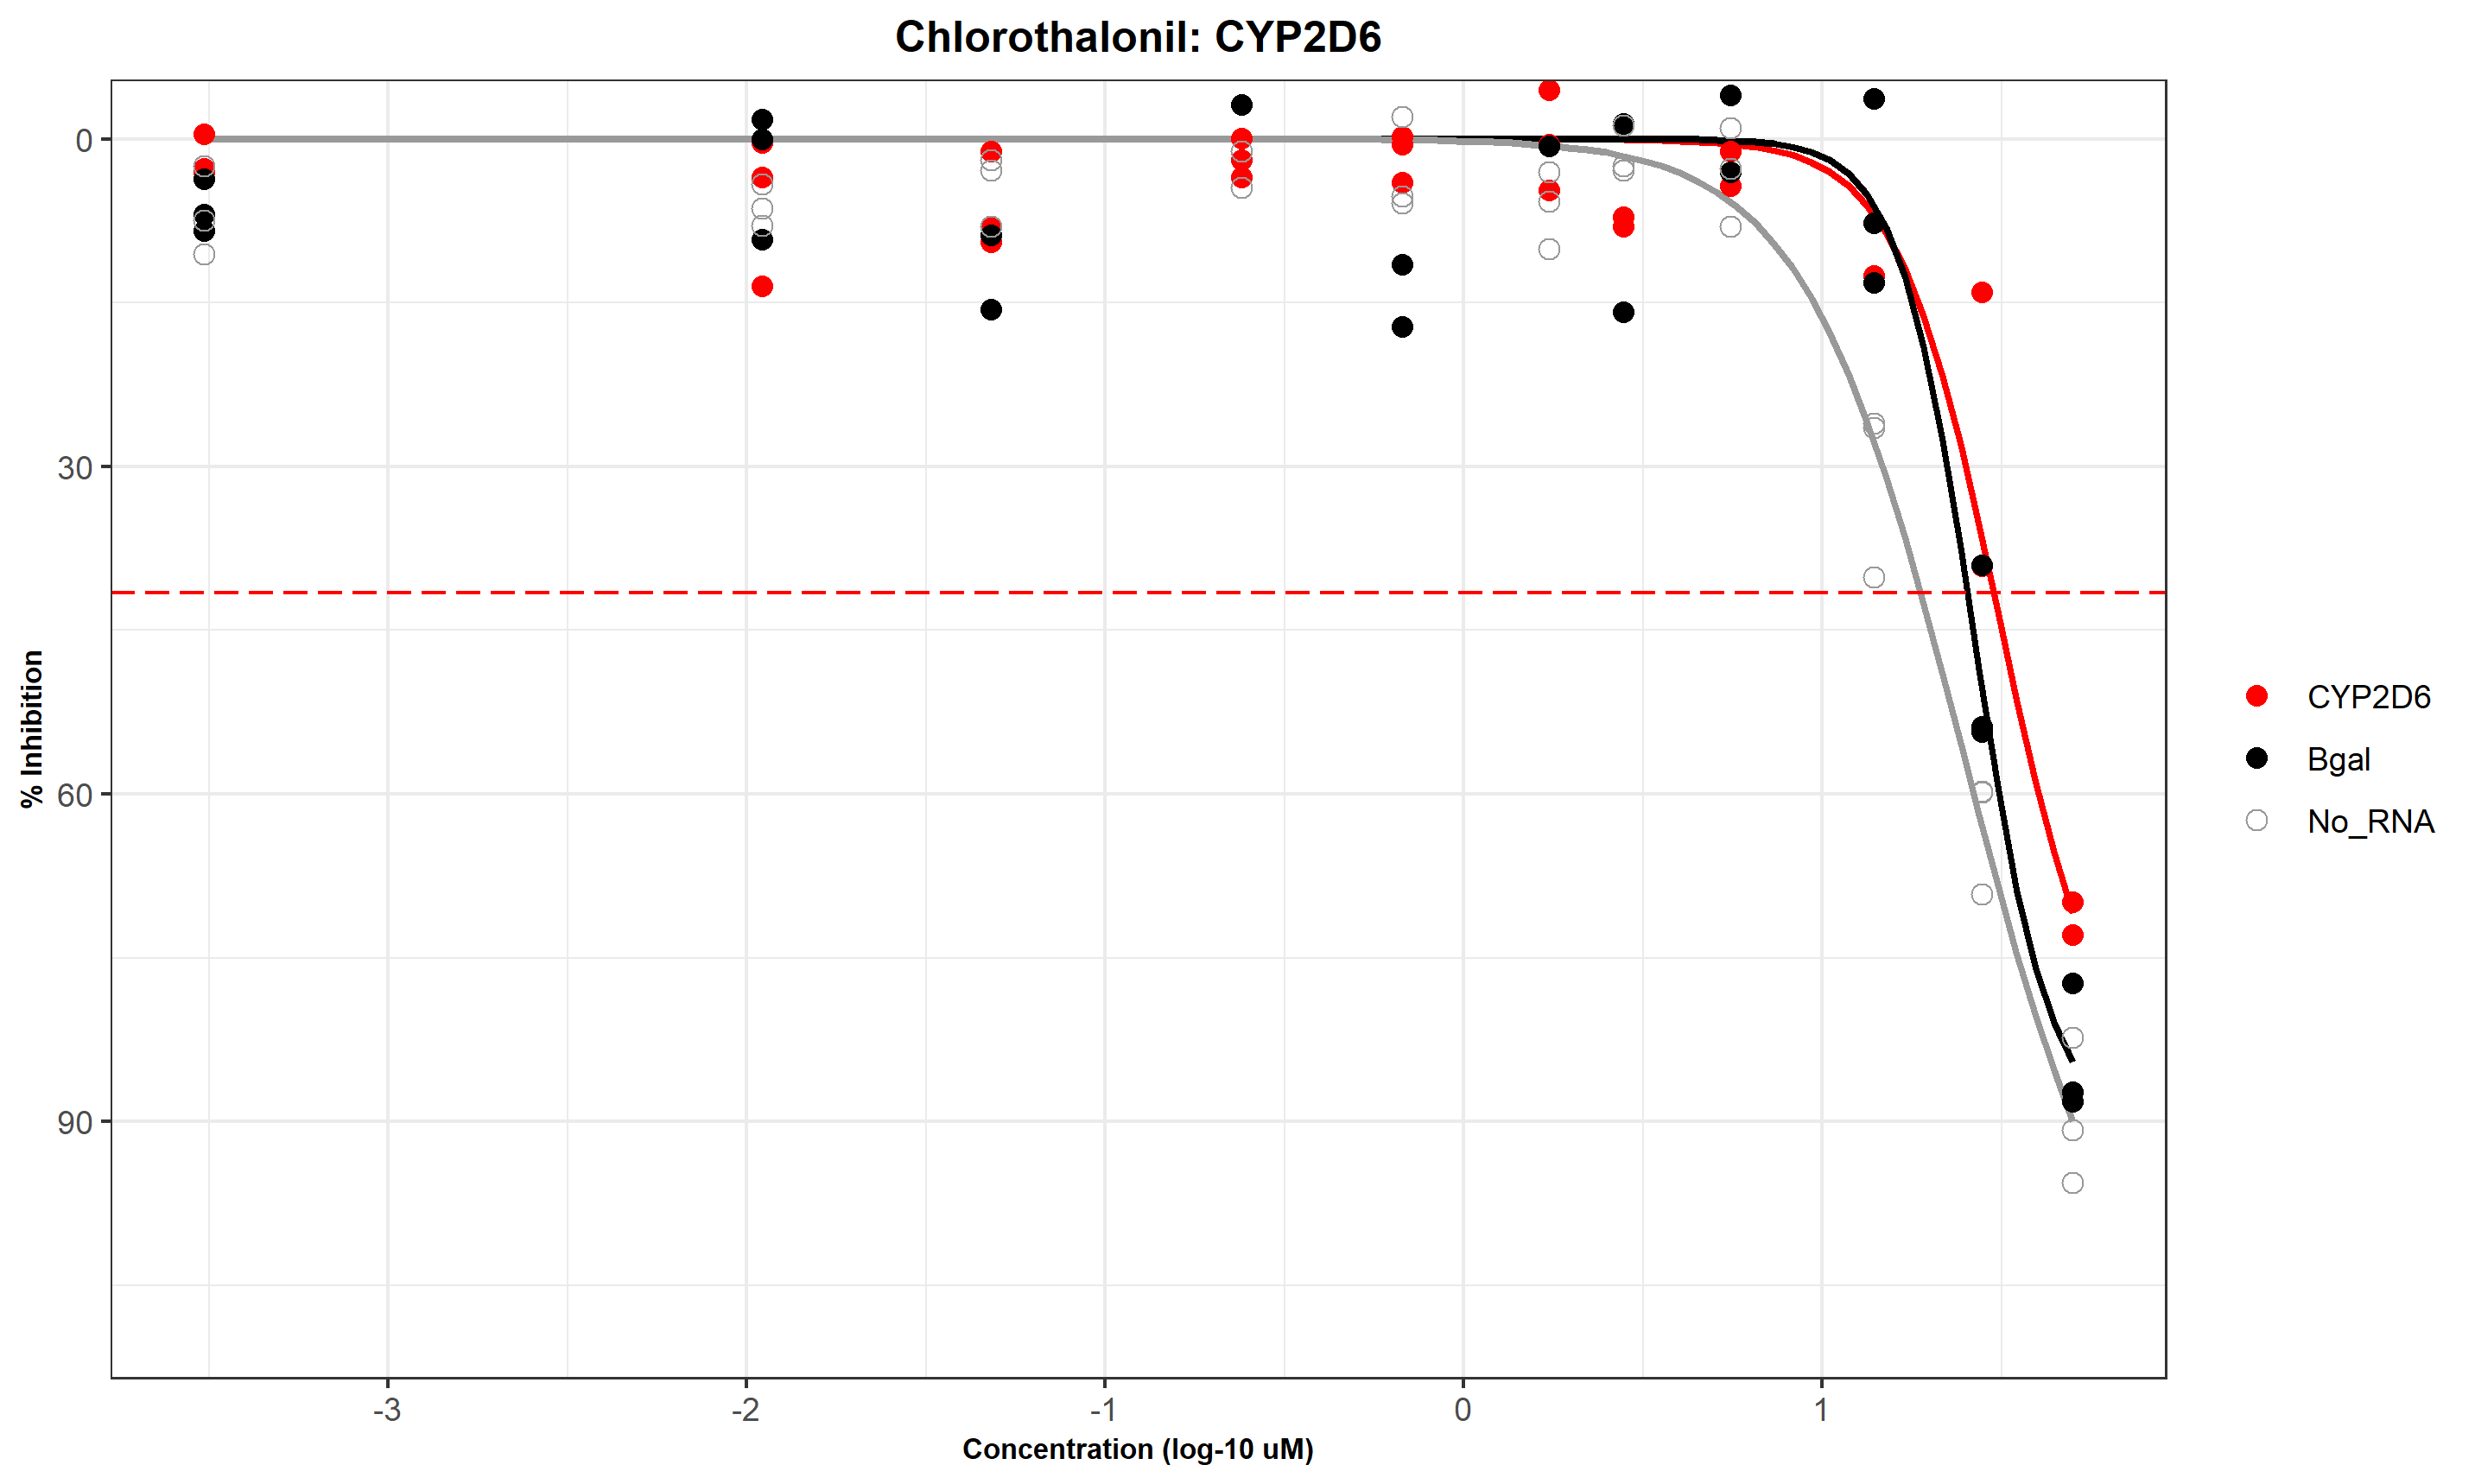 Chlorothalonil: CYP2D6
% Inhibition
0
30
60
90
-3
-2
-1
0
1
Concentration (log-10 uM)
CYP2D6
Bgal
No_RNA